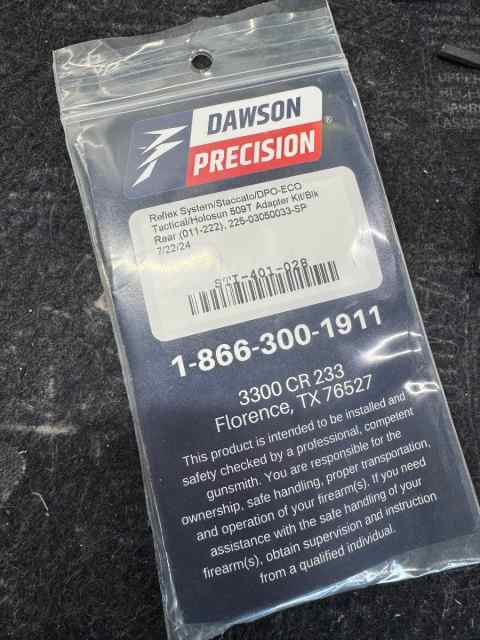 DAWSON
PRECISION®
Reflex System/Staccato/DPO-ECO
Tactical/Holosun 509T Adapter Kit/Blk
Rear (011-222), 225-03050033-SP
7/22/24
STI-401-028
1-866-300-1911
3300 CR 233
Florence, TX 76527
This product is intended to be installed and
safety checked by a professional, competent
gunsmith. You are responsible for the
ownership, safe handling, proper transportation,
and operation of your firearm(s). If you need
assistance with the safe handling of your
firearm(s), obtain supervision and instruction
from a qualified individual.